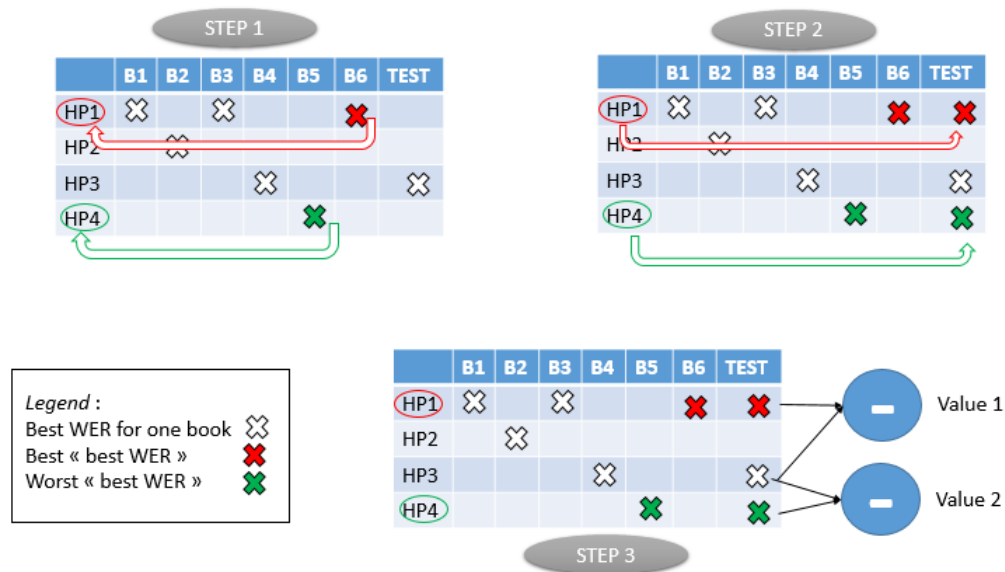 STEP 1
B1 B2 B3 B4 B5 B6 TEST
HP1
HP2
HP3
HP4
STEP 2
B1 B2 B3 B4 B5 B6 TEST
HP1
HP2
HP3
HP4
Legend :
Best WER for one book
Best « best WER »
Worst « best WER »
B1 B2 B3 B4 B5 B6 TEST
HP1
HP2
HP3
HP4
- Value 1
- Value 2
STEP 3